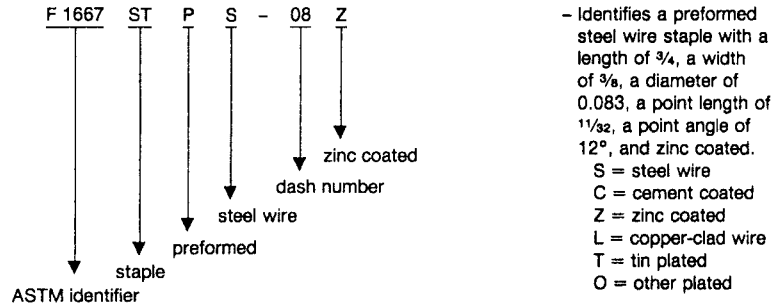 F 1667 ST P S - 08 Z
zinc coated
dash number
steel wire
preformed
staple
ASTM identifier
– Identifies a preformed
steel wire staple with a
length of ¾, a width
of ⅜, a diameter of
0.083, a point length of
11/32, a point angle of
12°, and zinc coated.
S = steel wire
C = cement coated
Z = zinc coated
L = copper-clad wire
T = tin plated
O = other plated